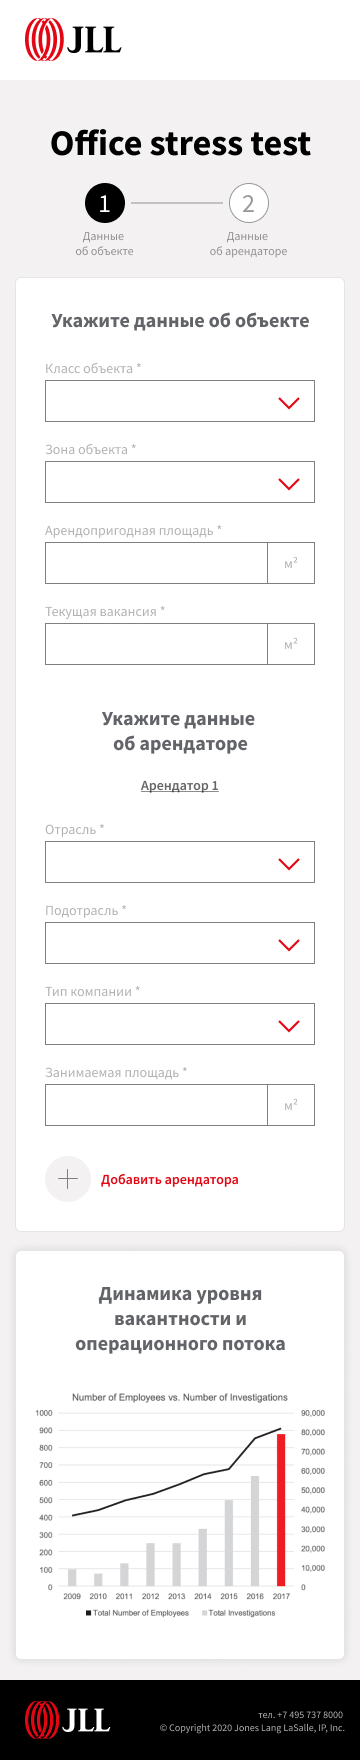 JLL
Office stress test
1
2
Данные
об объекте
Данные
об арендаторе
Укажите данные об объекте
Класс объекта *
Зона объекта *
Арендопригодная площадь *
м²
Текущая вакансия *
м²
Укажите данные
об арендаторе
Арендатор 1
Отрасль *
Подотрасль *
Тип компании *
Занимаемая площадь *
м²
Добавить арендатора
Динамика уровня
вакантности и
операционного потока
Number of Employees vs. Number of Investigations
1000 90,000
900 80,000
800 70,000
700 60,000
600 50,000
500 40,000
400 30,000
300 20,000
200 10,000
100 0
0
2009 2010 2011 2012 2013 2014 2015 2016 2017
Total Number of Employees Total Investigations
JLL
тел. +7 495 737 8000
© Copyright 2020 Jones Lang LaSalle, IP, Inc.